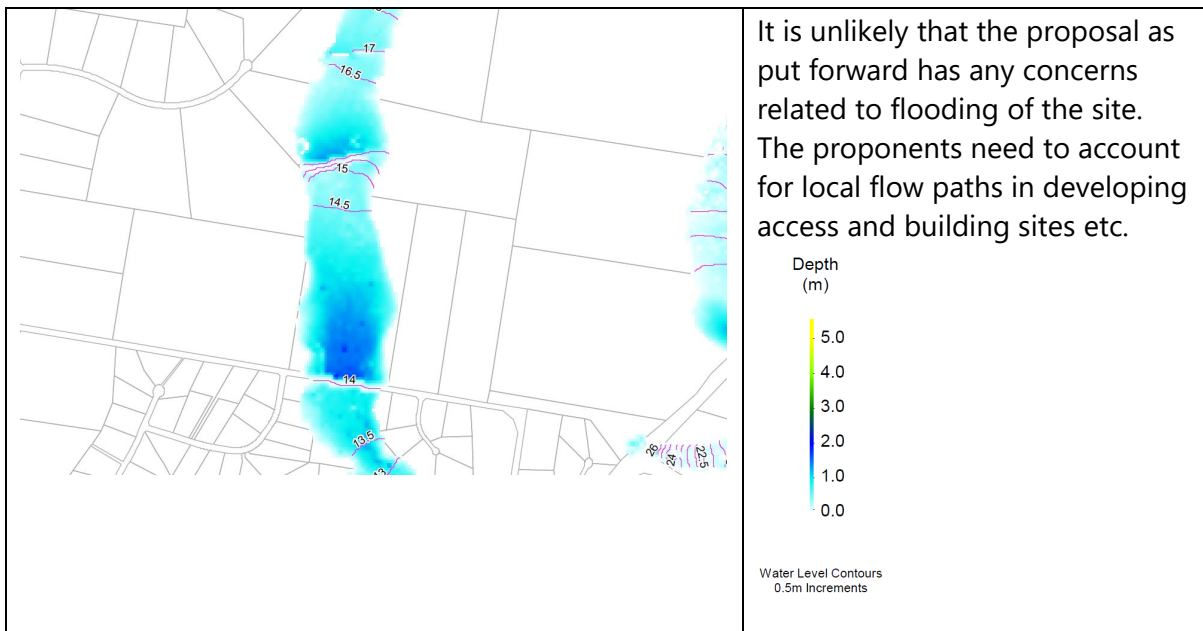 17
16.5
15
14.5
14
13.5
13
26
24
22.5
It is unlikely that the proposal as
put forward has any concerns
related to flooding of the site.
The proponents need to account
for local flow paths in developing
access and building sites etc.
Depth
(m)
5.0
4.0
3.0
2.0
1.0
0.0
Water Level Contours
0.5m Increments